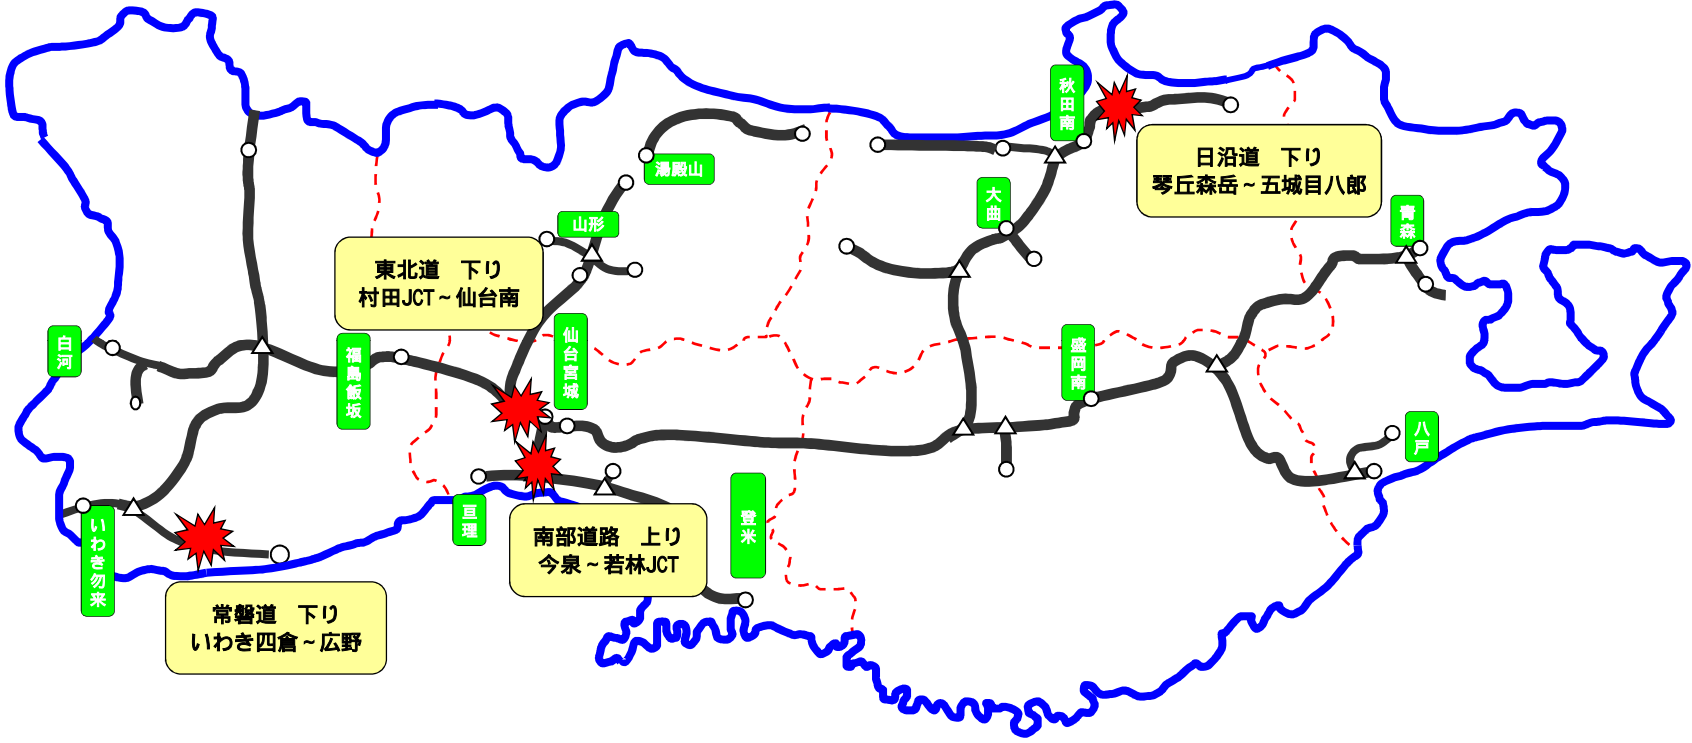 秋田南
日沿道　下り
琴丘森岳～五城目八郎
湯殿山
大曲
青森
山形
東北道　下り
村田JCT～仙台南
白河
福島飯坂
仙台宮城
盛岡南
八戸
亘理
登米
いわき勿来
南部道路　上り
今泉～若林JCT
常磐道　下り
いわき四倉～広野